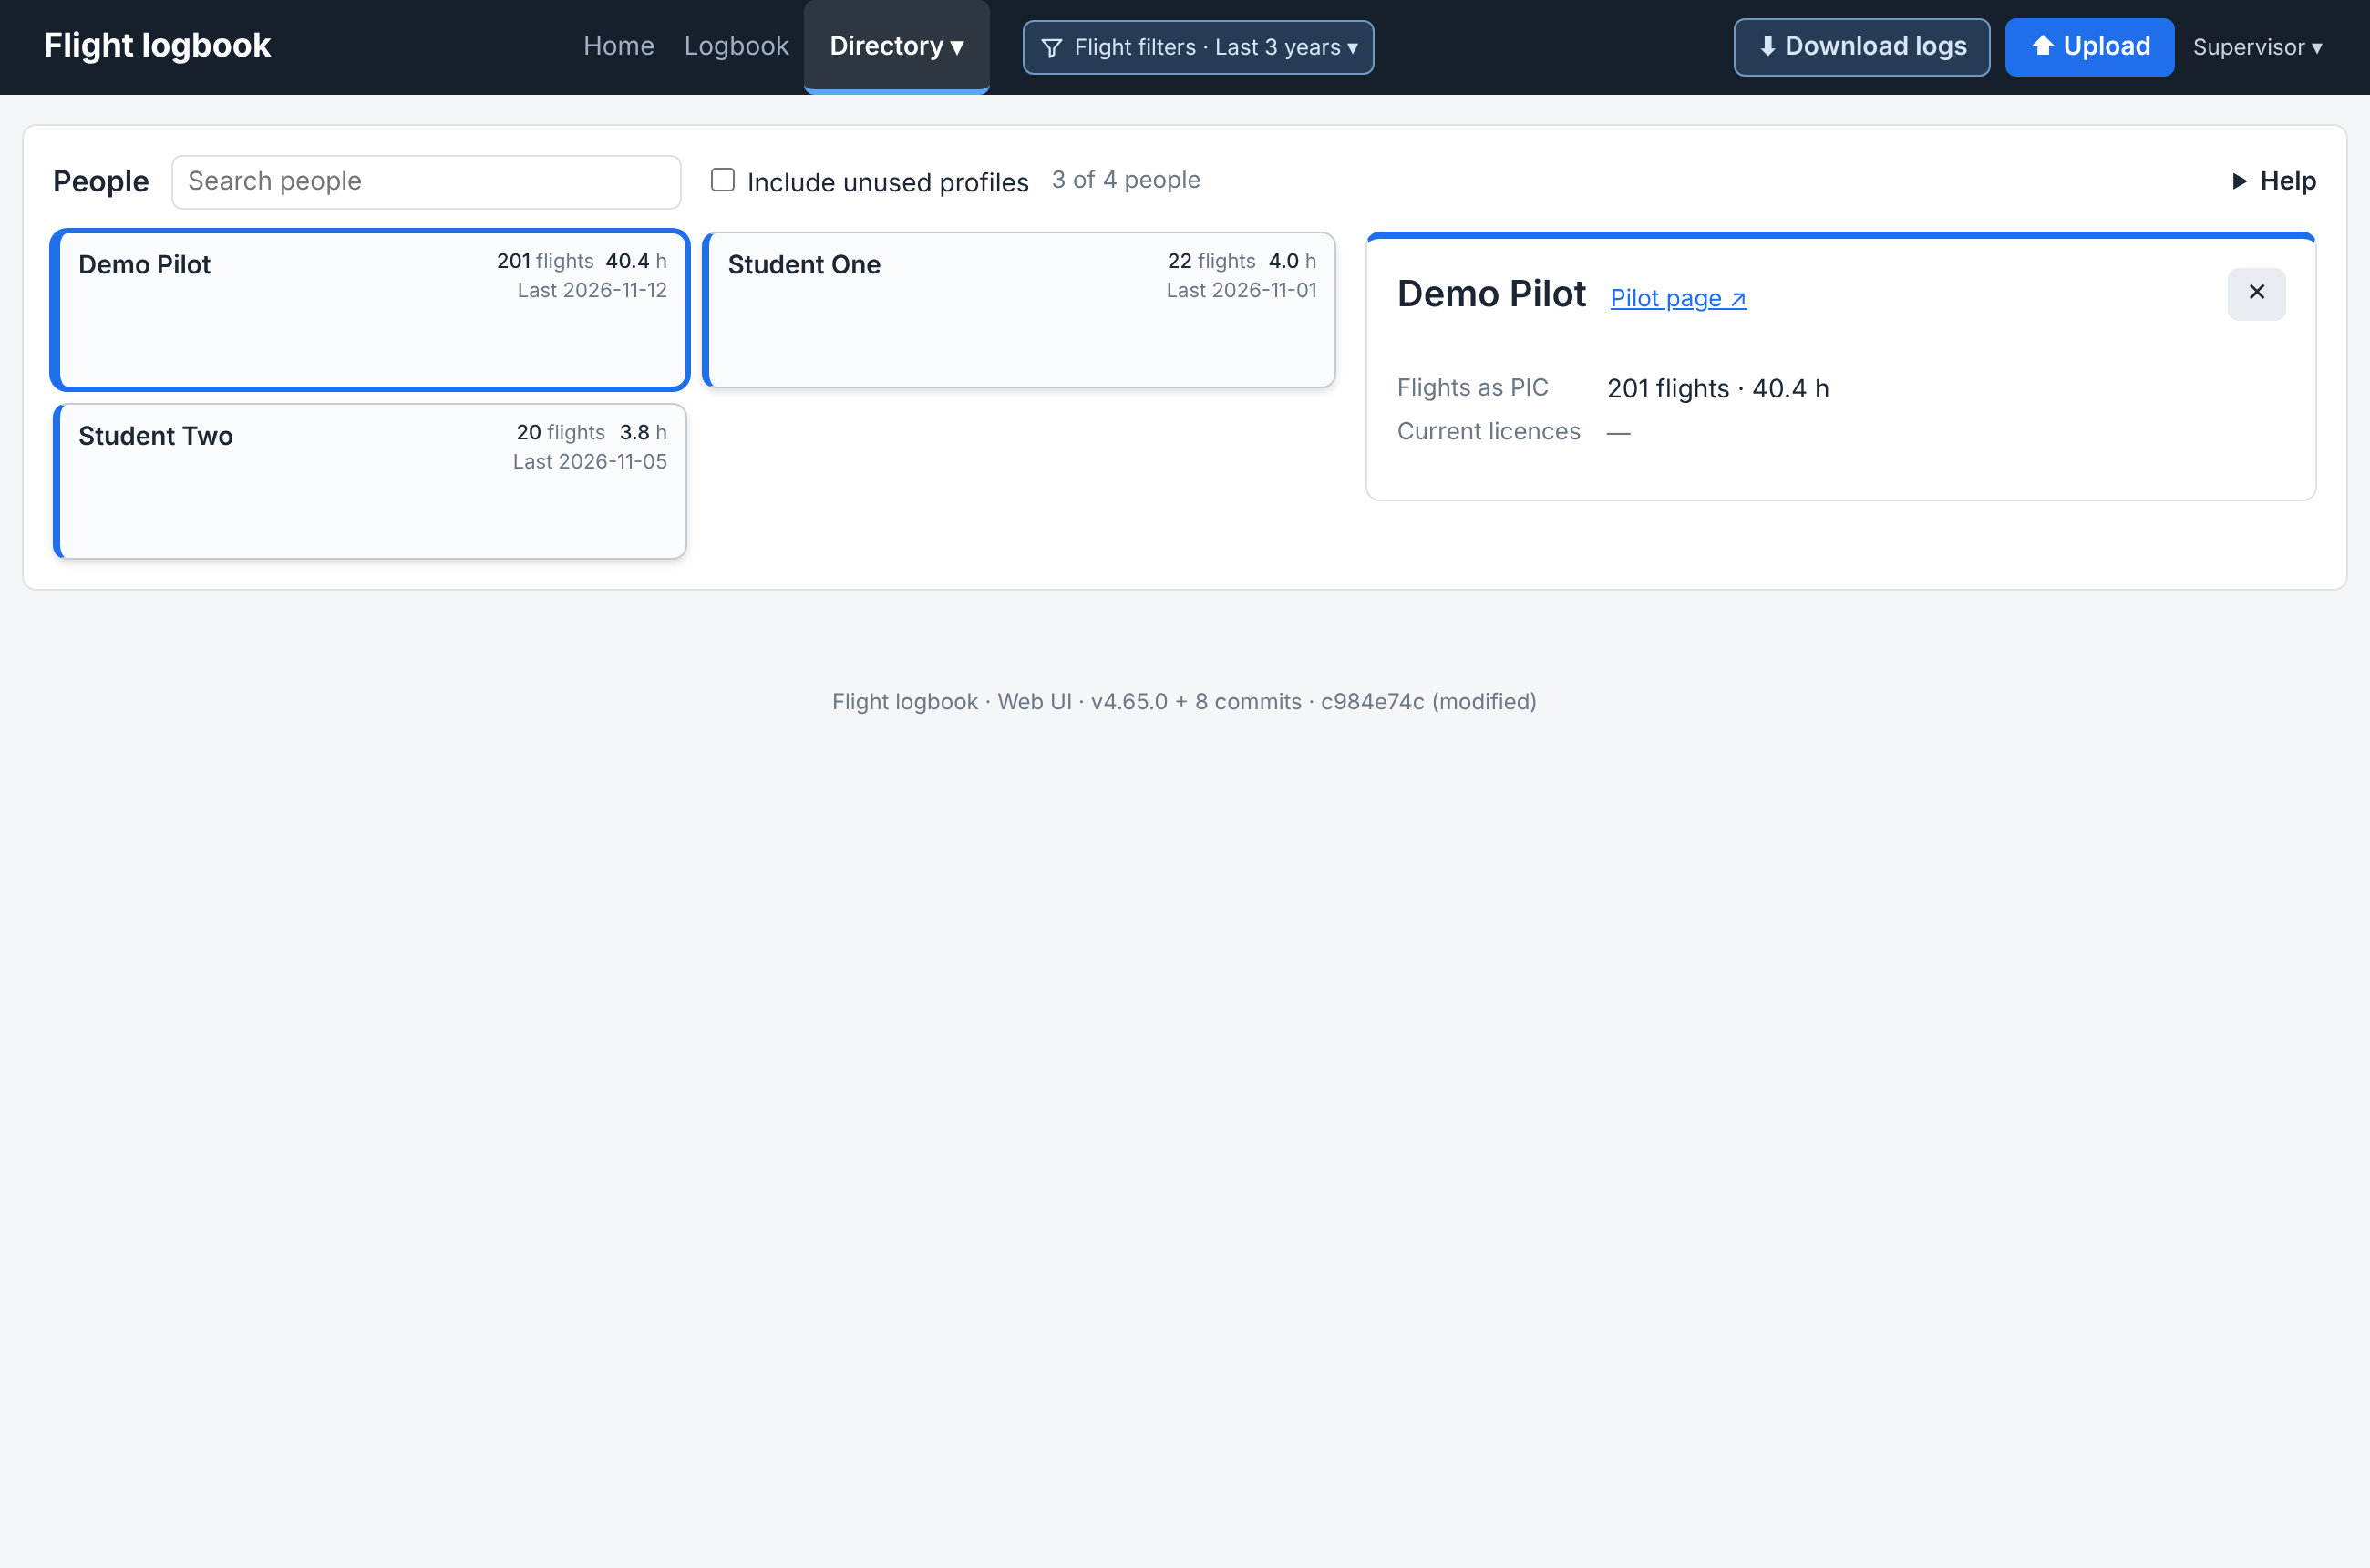 Flight logbook
Home Logbook Directory ▾ Flight filters · Last 3 years ▾
⬇ Download logs ⬆ Upload Supervisor ▾
People Search people Include unused profiles 3 of 4 people ▶ Help
Demo Pilot 201 flights 40.4 h
Last 2026-11-12
Student One 22 flights 4.0 h
Last 2026-11-01
Student Two 20 flights 3.8 h
Last 2026-11-05
Demo Pilot Pilot page ↗ ✕
Flights as PIC 201 flights · 40.4 h
Current licences —
Flight logbook · Web UI · v4.65.0 + 8 commits · c984e74c (modified)